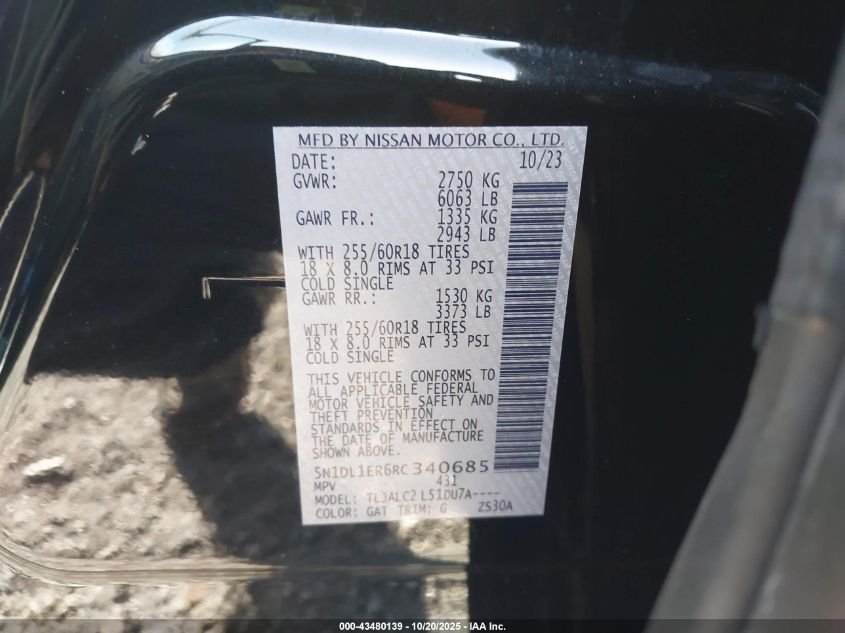 MFD BY NISSAN MOTOR CO., LTD.
DATE: 10/23
GVWR: 2750 KG
6063 LB
GAWR FR.: 1335 KG
2943 LB
WITH 255/60R18 TIRES
18 X 8.0 RIMS AT 33 PSI
COLD SINGLE
GAWR RR.: 1530 KG
3373 LB
WITH 255/60R18 TIRES
18 X 8.0 RIMS AT 33 PSI
COLD SINGLE
THIS VEHICLE CONFORMS TO
ALL APPLICABLE FEDERAL
MOTOR VEHICLE SAFETY AND
THEFT PREVENTION
STANDARDS IN EFFECT ON
THE DATE OF MANUFACTURE
SHOWN ABOVE.
5N1DL1ER6RC340685
MPV 431
MODEL:
COLOR: GAT TRIM: G ZS30A
000-43480139 - 10/20/2025 - IAA Inc.